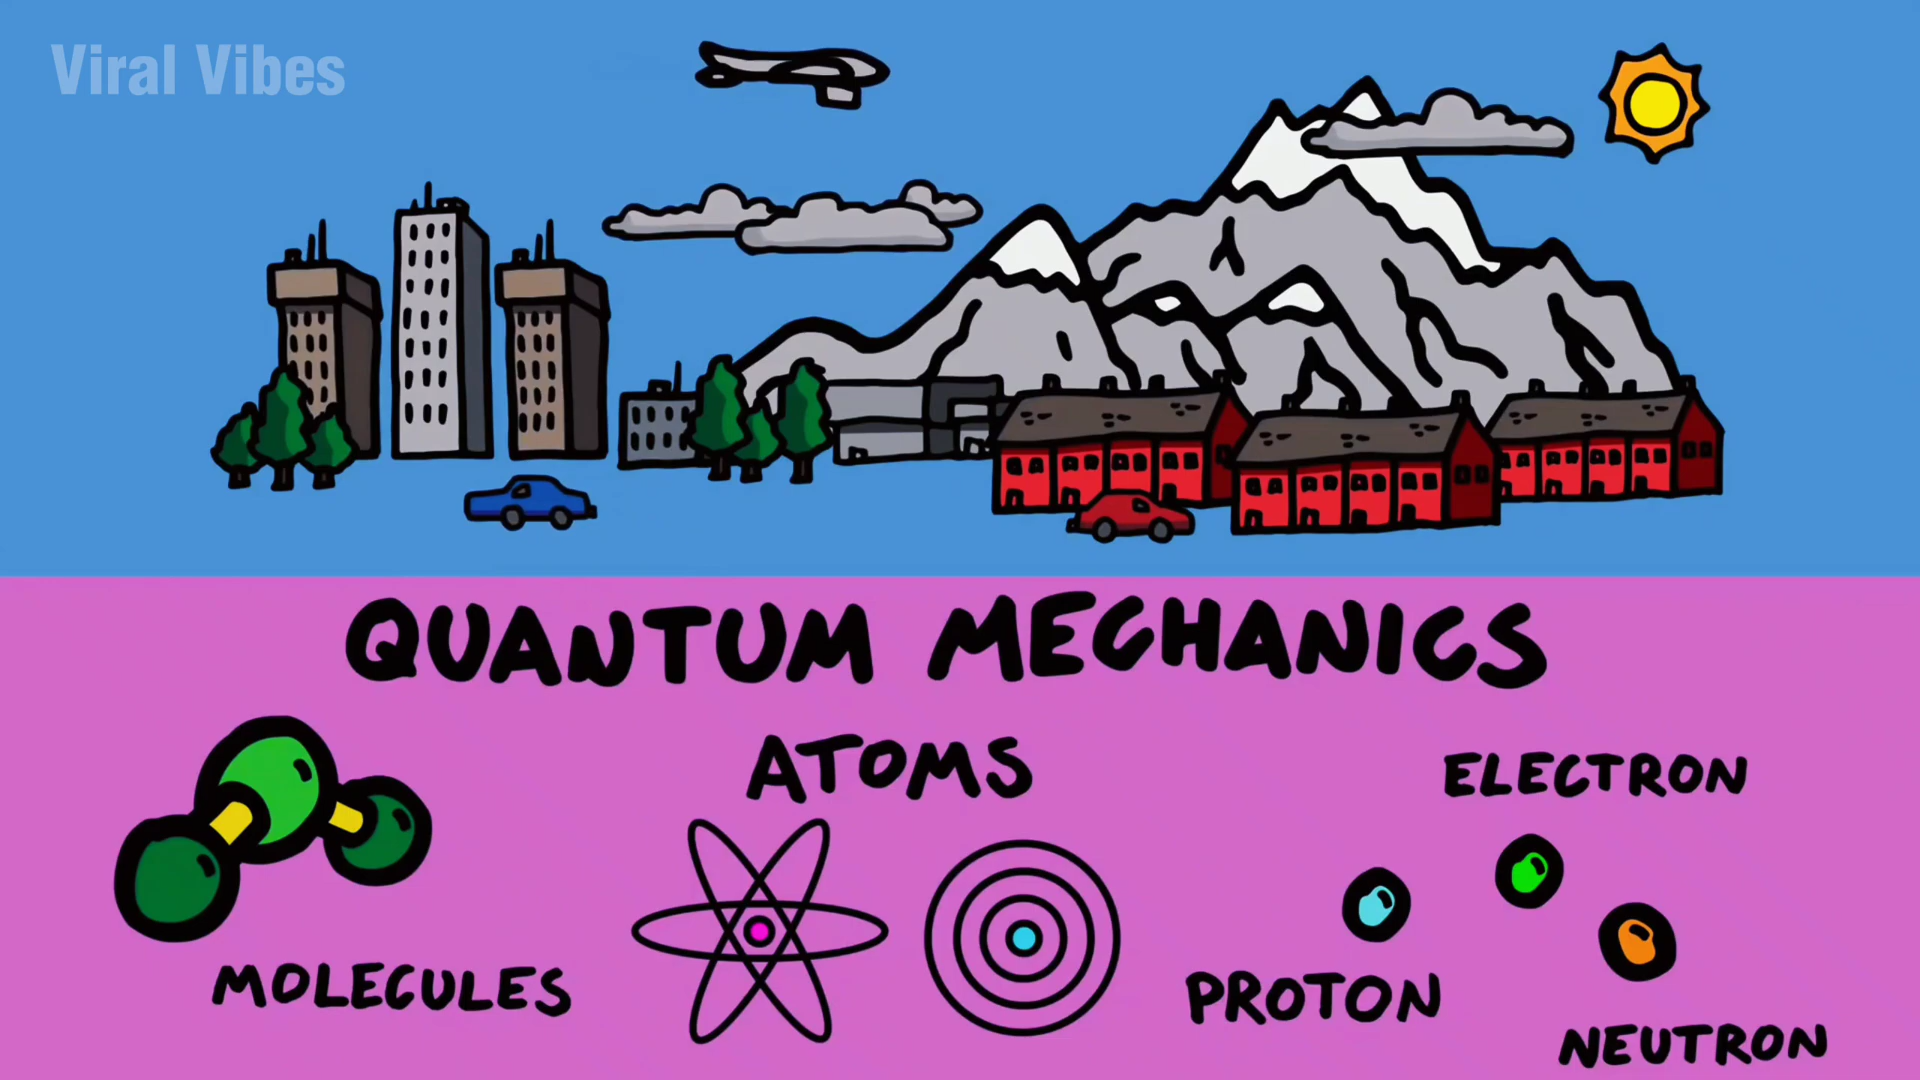 Viral Vibes
QUANTUM MECHANICS
ATOMS
ELECTRON
MOLECULES
PROTON
NEUTRON